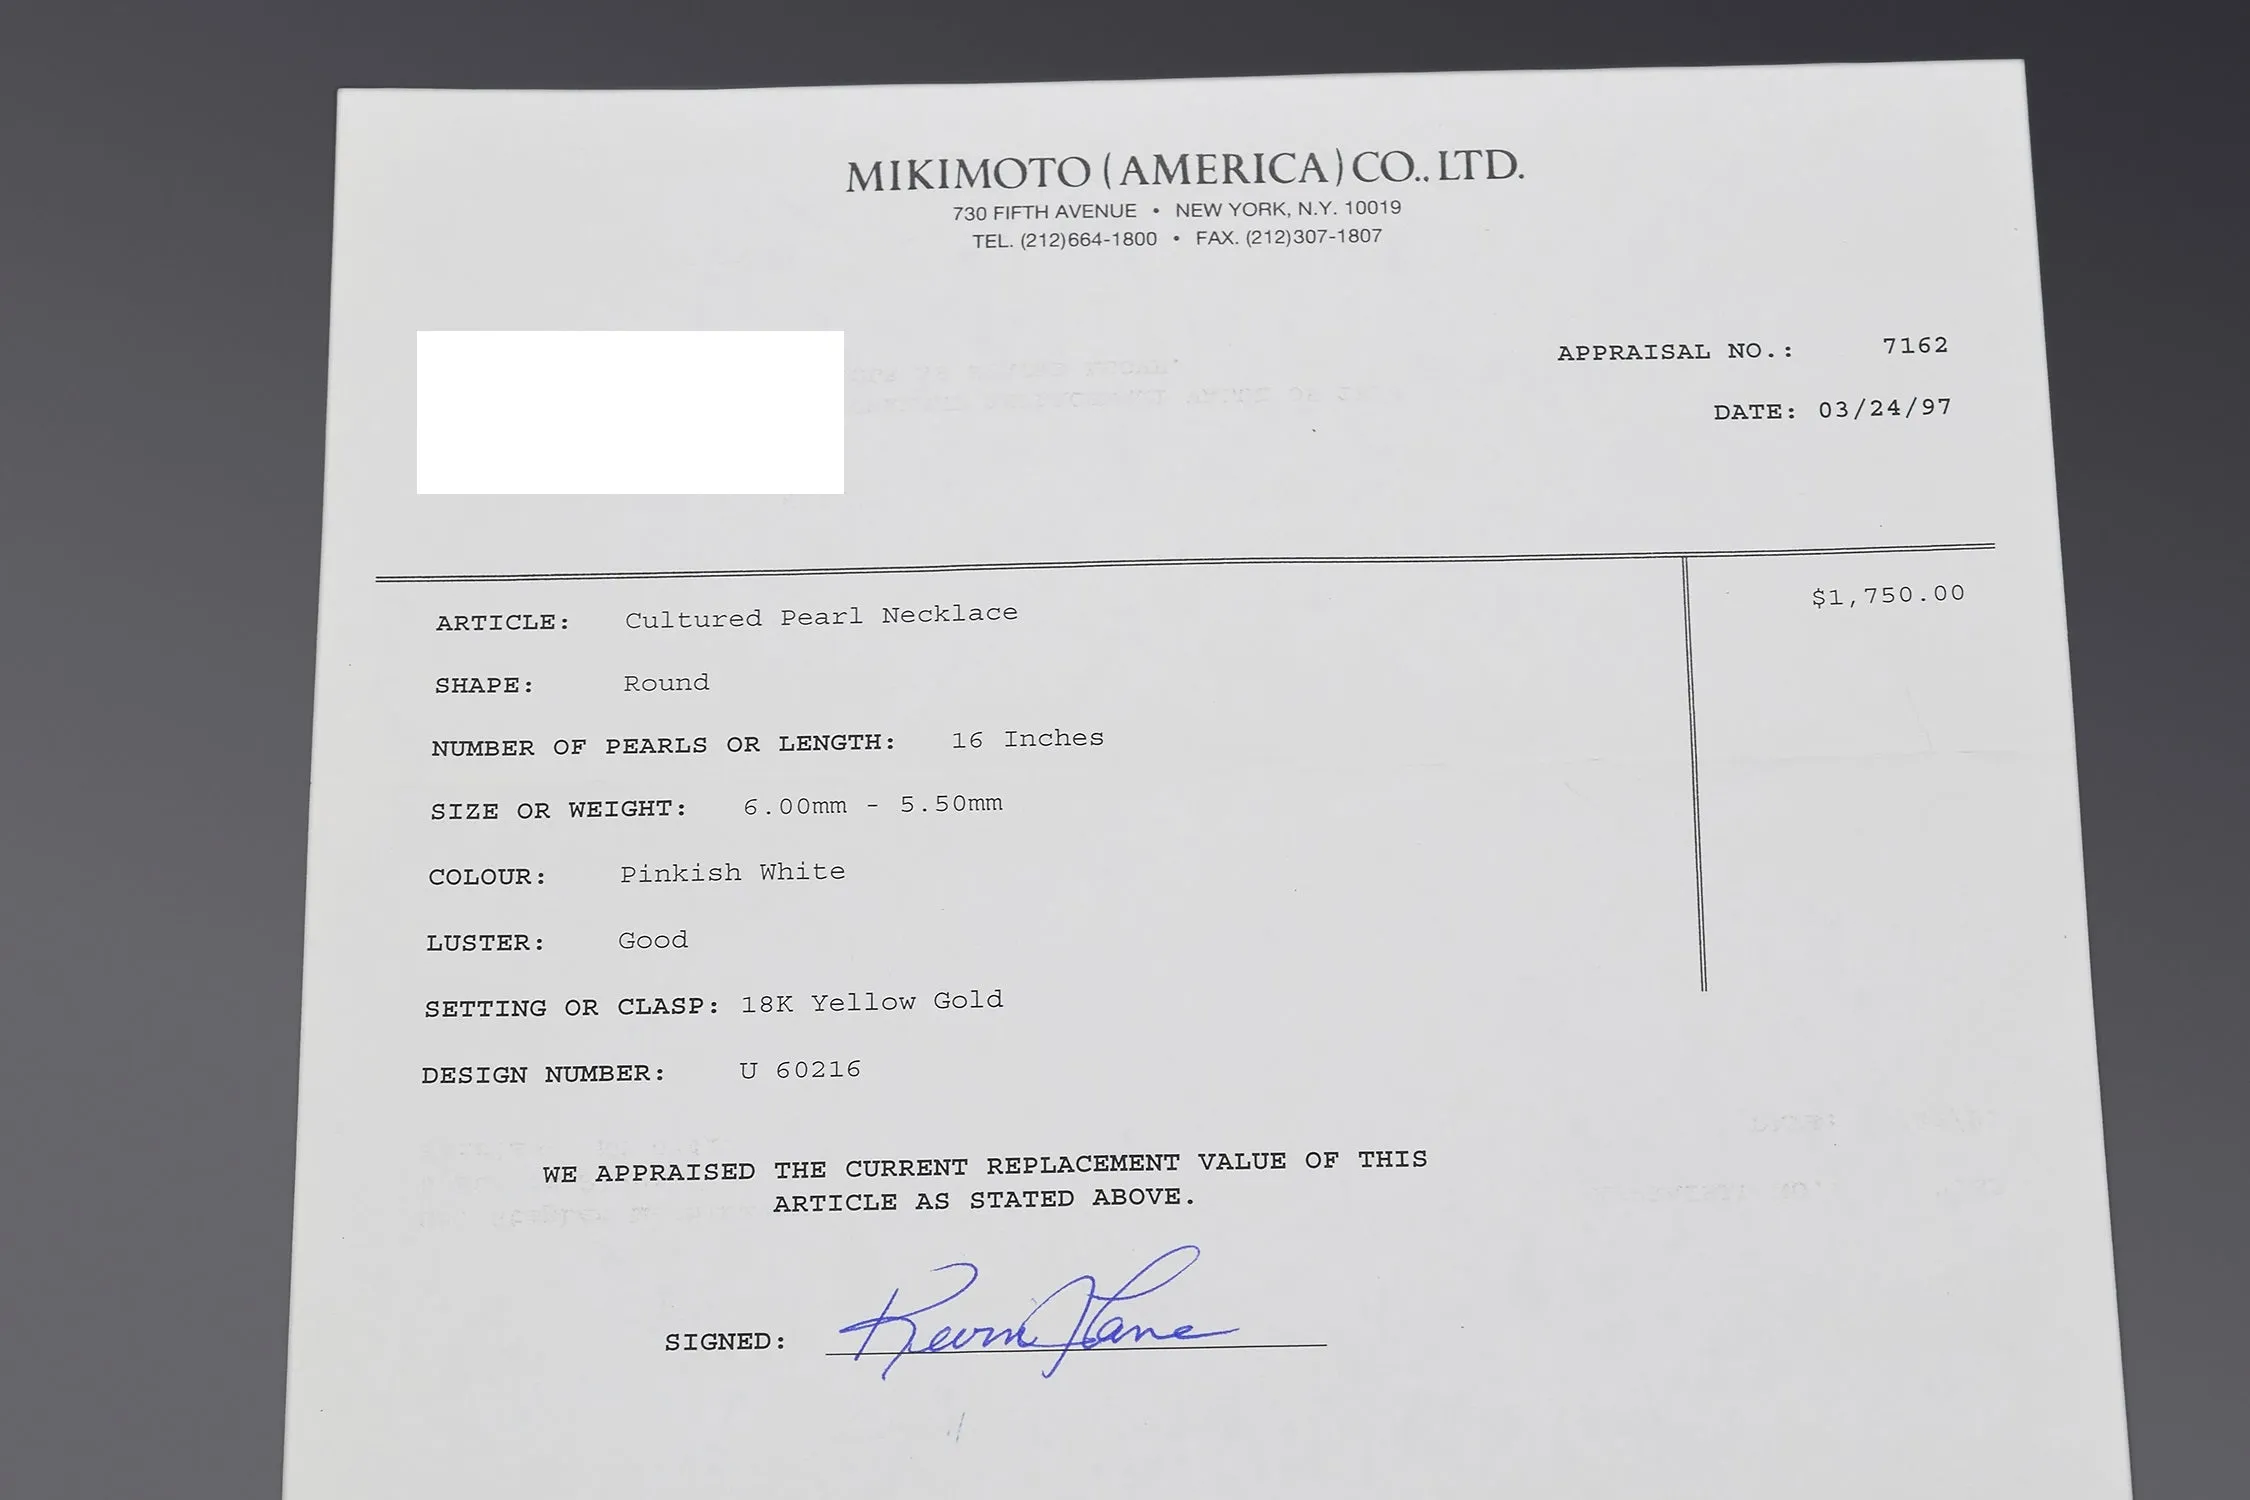 MIKIMOTO (AMERICA) CO., LTD.
730 FIFTH AVENUE • NEW YORK, N.Y. 10019
TEL. (212)664-1800 • FAX. (212)307-1807
APPRAISAL NO.: 7162
DATE: 03/24/97
$1,750.00
ARTICLE: Cultured Pearl Necklace
SHAPE: Round
NUMBER OF PEARLS OR LENGTH: 16 Inches
SIZE OR WEIGHT: 6.00mm - 5.50mm
COLOUR: Pinkish White
LUSTER: Good
SETTING OR CLASP: 18K Yellow Gold
DESIGN NUMBER: U 60216
WE APPRAISED THE CURRENT REPLACEMENT VALUE OF THIS
ARTICLE AS STATED ABOVE.
SIGNED: Kevin